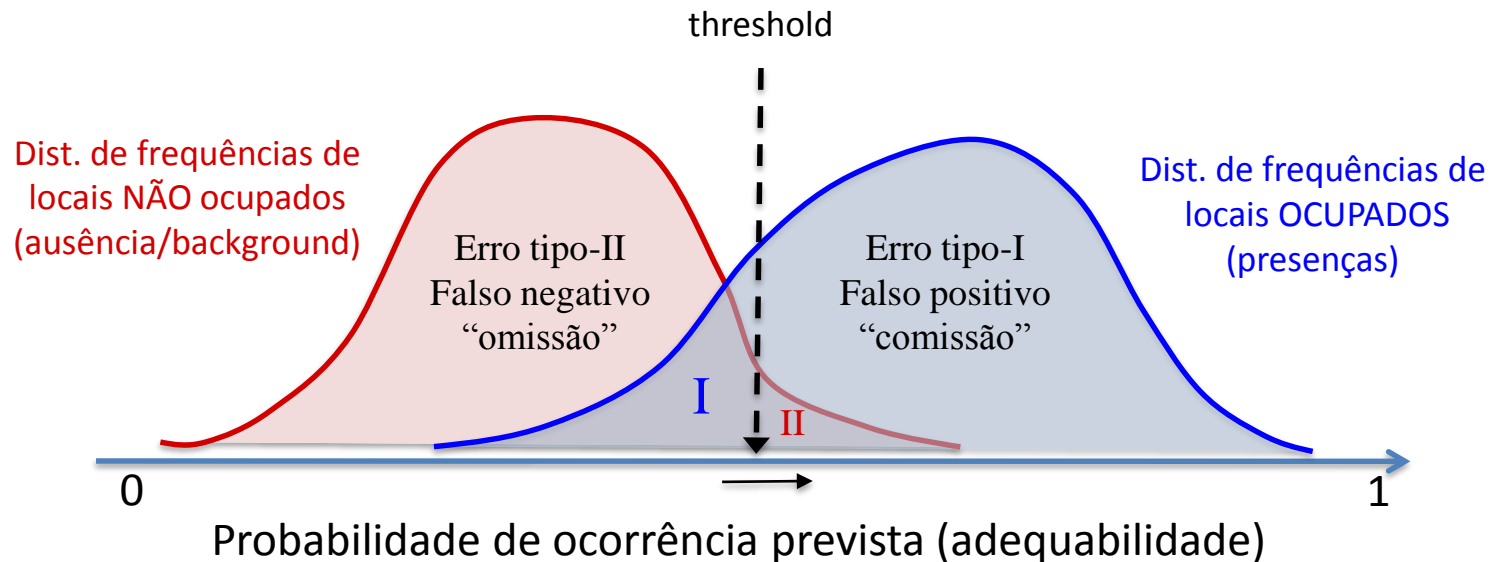 threshold
Dist. de frequências de
locais NÃO ocupados
(ausência/background)
Erro tipo-II
Falso negativo
“omissão”
Erro tipo-I
Falso positivo
“comissão”
Dist. de frequências de
locais OCUPADOS
(presenças)
I
II
0
1
Probabilidade de ocorrência prevista (adequabilidade)